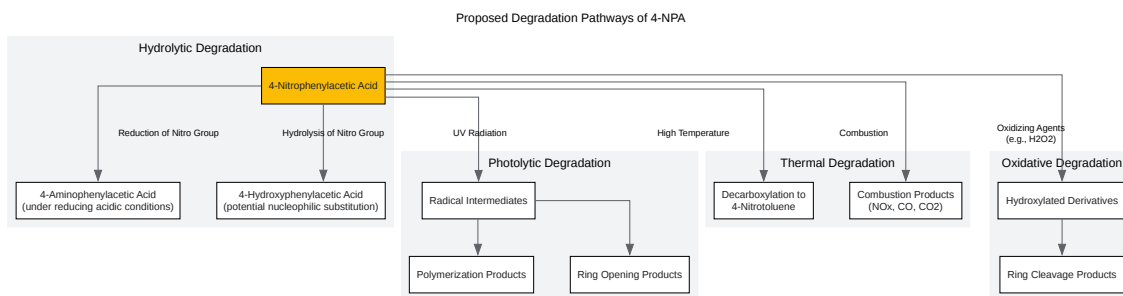 Proposed Degradation Pathways of 4-NPA
Hydrolytic Degradation
4-Nitrophenylacetic Acid
Reduction of Nitro Group
Hydrolysis of Nitro Group
UV Radiation
High Temperature
Combustion
Oxidizing Agents
(e.g., H2O2)
Photolytic Degradation
Thermal Degradation
Oxidative Degradation
4-Aminophenylacetic Acid
(under reducing acidic conditions)
4-Hydroxyphenylacetic Acid
(potential nucleophilic substitution)
Radical Intermediates
Decarboxylation to
4-Nitrotoluene
Combustion Products
(NOx, CO, CO2)
Hydroxylated Derivatives
Polymerization Products
Ring Opening Products
Ring Cleavage Products